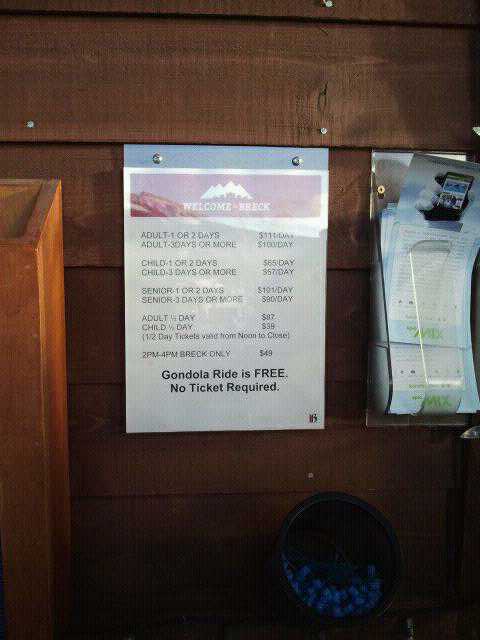 WELCOME TO BRECK
ADULT-1 OR 2 DAYS $111/DAY
ADULT-3DAYS OR MORE $100/DAY
CHILD-1 OR 2 DAYS $65/DAY
CHILD-3 DAYS OR MORE $57/DAY
SENIOR-1 OR 2 DAYS $101/DAY
SENIOR-3 DAYS OR MORE $90/DAY
ADULT ½ DAY $87
CHILD ½ DAY $39
(1/2 Day Tickets valid from Noon to Close)
2PM-4PM BRECK ONLY $49
Gondola Ride is FREE.
No Ticket Required.